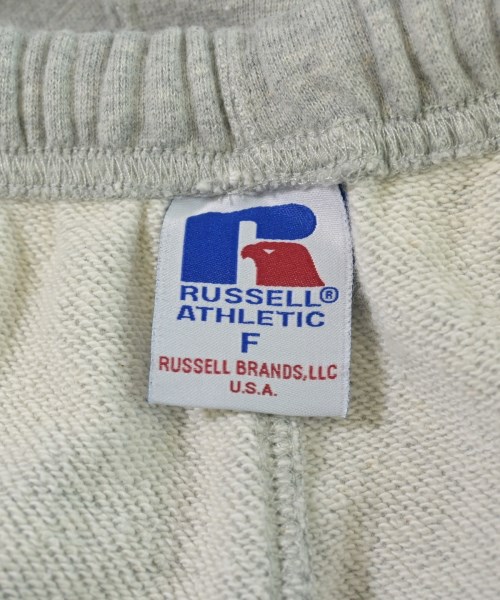 R
RUSSELL®
ATHLETIC
F
RUSSELL BRANDS,LLC
U.S.A.